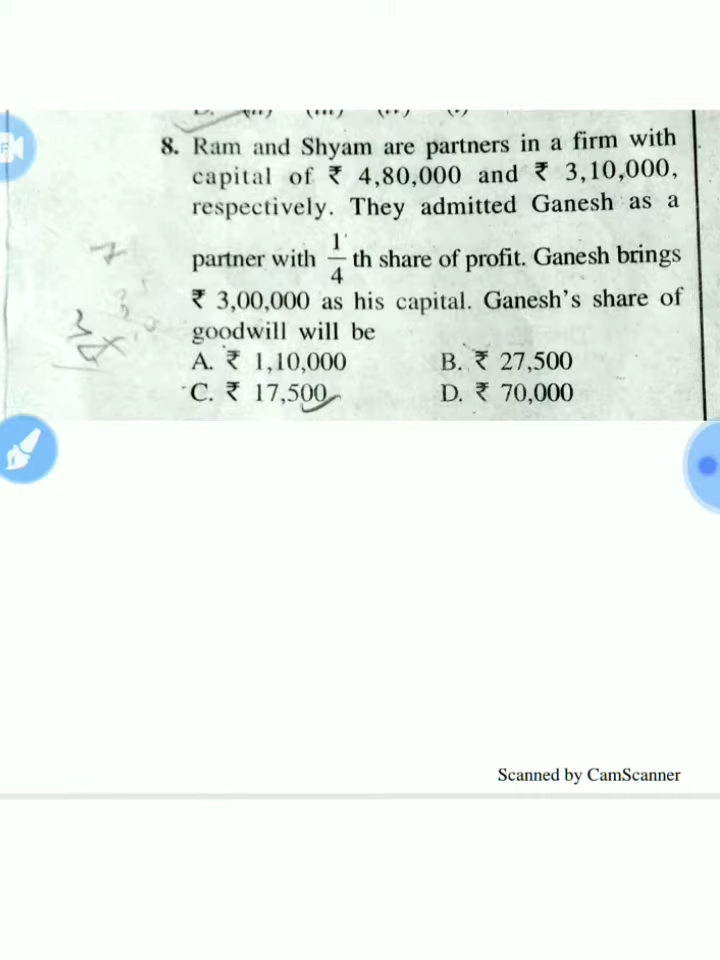 8. Ram and Shyam are partners in a firm with
capital of ₹ 4,80,000 and ₹ 3,10,000,
respectively. They admitted Ganesh as a
partner with 1/4 th share of profit. Ganesh brings
₹ 3,00,000 as his capital. Ganesh's share of
goodwill will be
A. ₹ 1,10,000 B. ₹ 27,500
C. ₹ 17,500 D. ₹ 70,000
Scanned by CamScanner